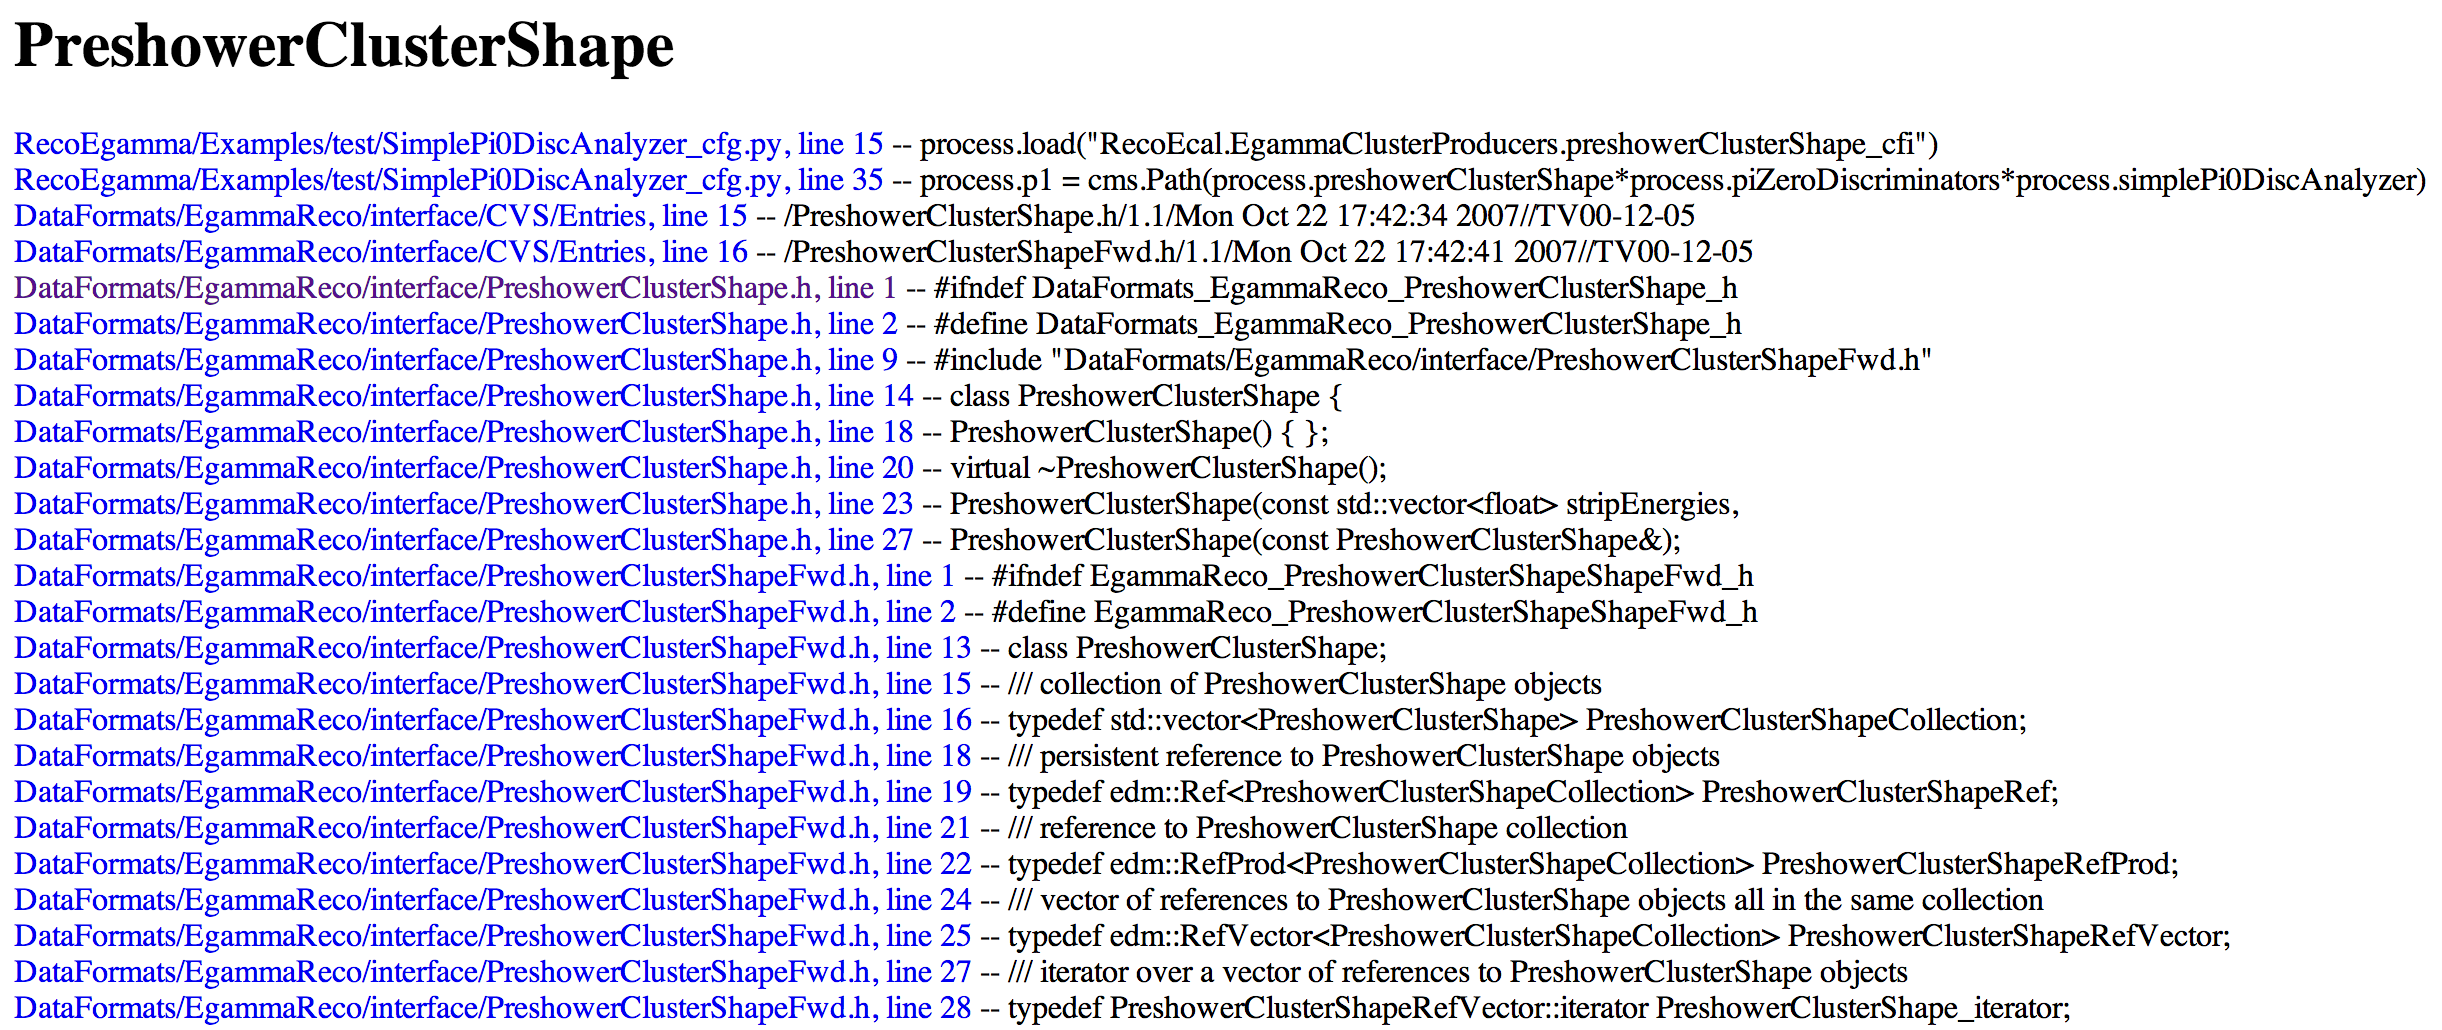 PreshowerClusterShape
RecoEgamma/Examples/test/SimplePi0DiscAnalyzer_cfg.py, line 15 -- process.load("RecoEcal.EgammaClusterProducers.preshowerClusterShape_cfi")
RecoEgamma/Examples/test/SimplePi0DiscAnalyzer_cfg.py, line 35 -- process.p1 = cms.Path(process.preshowerClusterShape*process.piZeroDiscriminators*process.simplePi0DiscAnalyzer)
DataFormats/EgammaReco/interface/CVS/Entries, line 15 -- /PreshowerClusterShape.h/1.1/Mon Oct 22 17:42:34 2007//TV00-12-05
DataFormats/EgammaReco/interface/CVS/Entries, line 16 -- /PreshowerClusterShapeFwd.h/1.1/Mon Oct 22 17:42:41 2007//TV00-12-05
DataFormats/EgammaReco/interface/PreshowerClusterShape.h, line 1 -- #ifndef DataFormats_EgammaReco_PreshowerClusterShape_h
DataFormats/EgammaReco/interface/PreshowerClusterShape.h, line 2 -- #define DataFormats_EgammaReco_PreshowerClusterShape_h
DataFormats/EgammaReco/interface/PreshowerClusterShape.h, line 9 -- #include "DataFormats/EgammaReco/interface/PreshowerClusterShapeFwd.h"
DataFormats/EgammaReco/interface/PreshowerClusterShape.h, line 14 -- class PreshowerClusterShape {
DataFormats/EgammaReco/interface/PreshowerClusterShape.h, line 18 -- PreshowerClusterShape() { };
DataFormats/EgammaReco/interface/PreshowerClusterShape.h, line 20 -- virtual ~PreshowerClusterShape();
DataFormats/EgammaReco/interface/PreshowerClusterShape.h, line 23 -- PreshowerClusterShape(const std::vector<float> stripEnergies,
DataFormats/EgammaReco/interface/PreshowerClusterShape.h, line 27 -- PreshowerClusterShape(const PreshowerClusterShape&);
DataFormats/EgammaReco/interface/PreshowerClusterShapeFwd.h, line 1 -- #ifndef EgammaReco_PreshowerClusterShapeShapeFwd_h
DataFormats/EgammaReco/interface/PreshowerClusterShapeFwd.h, line 2 -- #define EgammaReco_PreshowerClusterShapeShapeFwd_h
DataFormats/EgammaReco/interface/PreshowerClusterShapeFwd.h, line 13 -- class PreshowerClusterShape;
DataFormats/EgammaReco/interface/PreshowerClusterShapeFwd.h, line 15 -- /// collection of PreshowerClusterShape objects
DataFormats/EgammaReco/interface/PreshowerClusterShapeFwd.h, line 16 -- typedef std::vector<PreshowerClusterShape> PreshowerClusterShapeCollection;
DataFormats/EgammaReco/interface/PreshowerClusterShapeFwd.h, line 18 -- /// persistent reference to PreshowerClusterShape objects
DataFormats/EgammaReco/interface/PreshowerClusterShapeFwd.h, line 19 -- typedef edm::Ref<PreshowerClusterShapeCollection> PreshowerClusterShapeRef;
DataFormats/EgammaReco/interface/PreshowerClusterShapeFwd.h, line 21 -- /// reference to PreshowerClusterShape collection
DataFormats/EgammaReco/interface/PreshowerClusterShapeFwd.h, line 22 -- typedef edm::RefProd<PreshowerClusterShapeCollection> PreshowerClusterShapeRefProd;
DataFormats/EgammaReco/interface/PreshowerClusterShapeFwd.h, line 24 -- /// vector of references to PreshowerClusterShape objects all in the same collection
DataFormats/EgammaReco/interface/PreshowerClusterShapeFwd.h, line 25 -- typedef edm::RefVector<PreshowerClusterShapeCollection> PreshowerClusterShapeRefVector;
DataFormats/EgammaReco/interface/PreshowerClusterShapeFwd.h, line 27 -- /// iterator over a vector of references to PreshowerClusterShape objects
DataFormats/EgammaReco/interface/PreshowerClusterShapeFwd.h, line 28 -- typedef PreshowerClusterShapeRefVector::iterator PreshowerClusterShape_iterator;